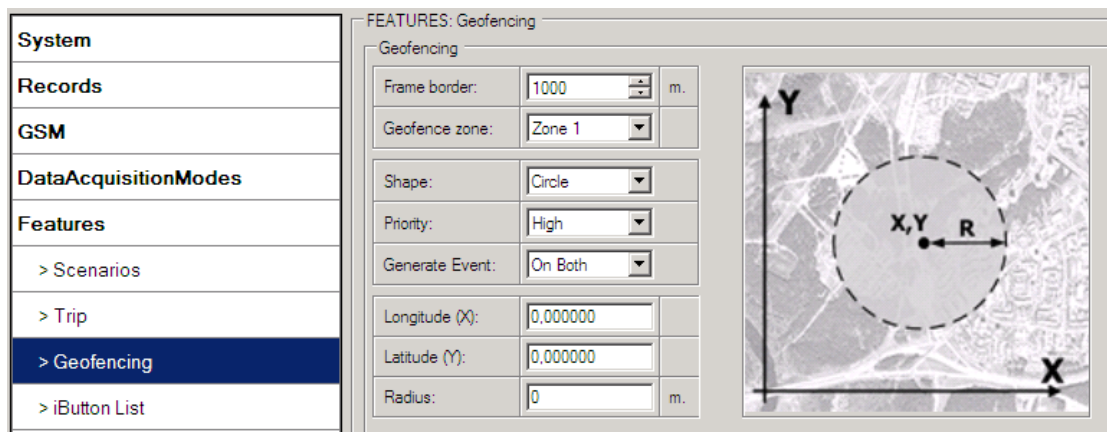 System
Records
GSM
DataAcquisitionModes
Features
> Scenarios
> Trip
> Geofencing
> iButton List
FEATURES: Geofencing
Geofencing
Frame border: 1000 m.
Geofence zone: Zone 1
Shape: Circle
Priority: High
Generate Event: On Both
Longitude (X): 0,000000
Latitude (Y): 0,000000
Radius: 0 m.
Y
X,Y R
X